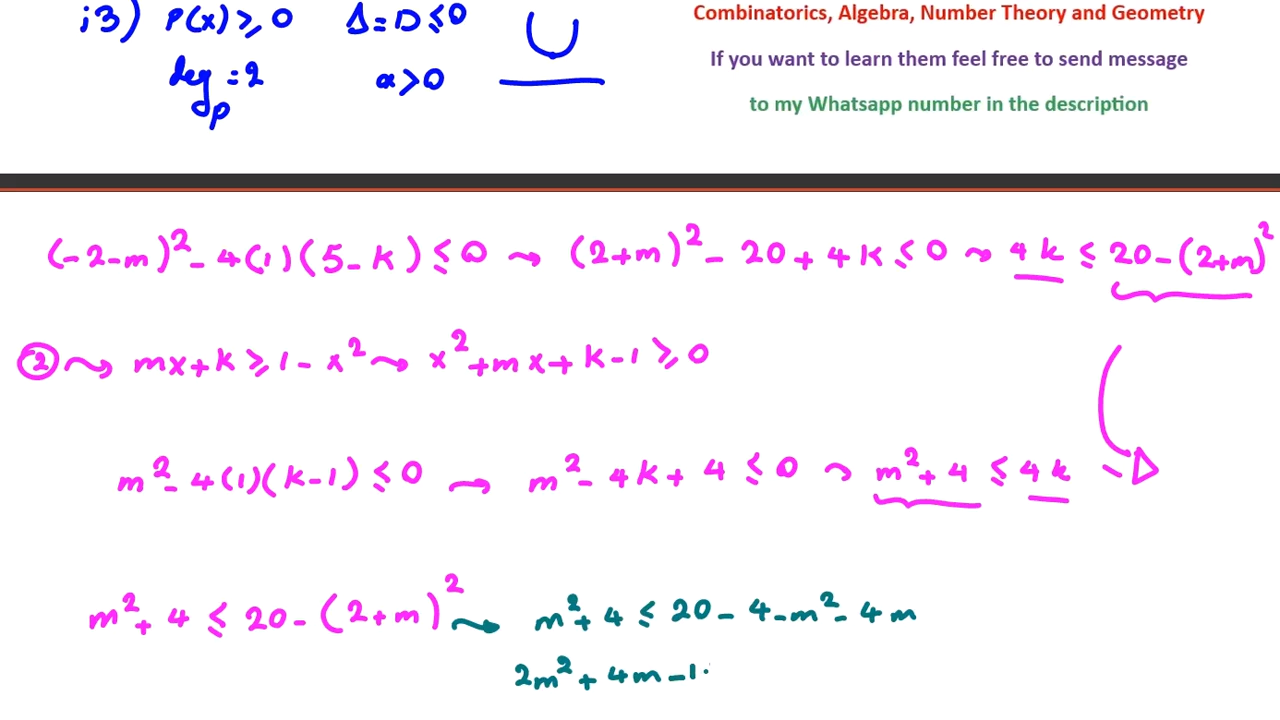 i3) P(x) ≥ 0 Δ = D ≤ 0
deg p = 2 a > 0
Combinatorics, Algebra, Number Theory and Geometry
If you want to learn them feel free to send message
to my Whatsapp number in the description
(-2-m)² - 4(1)(5-k) ≤ 0 → (2+m)² - 20 + 4k ≤ 0 → 4k ≤ 20 - (2+m)²
② → mx + k ≥ 1 - x² → x² + mx + k - 1 ≥ 0
m² - 4(1)(k-1) ≤ 0 → m² - 4k + 4 ≤ 0 → m² + 4 ≤ 4k
m² + 4 ≤ 20 - (2+m)² → m² + 4 ≤ 20 - 4 - m² - 4m
2m² + 4m - 1